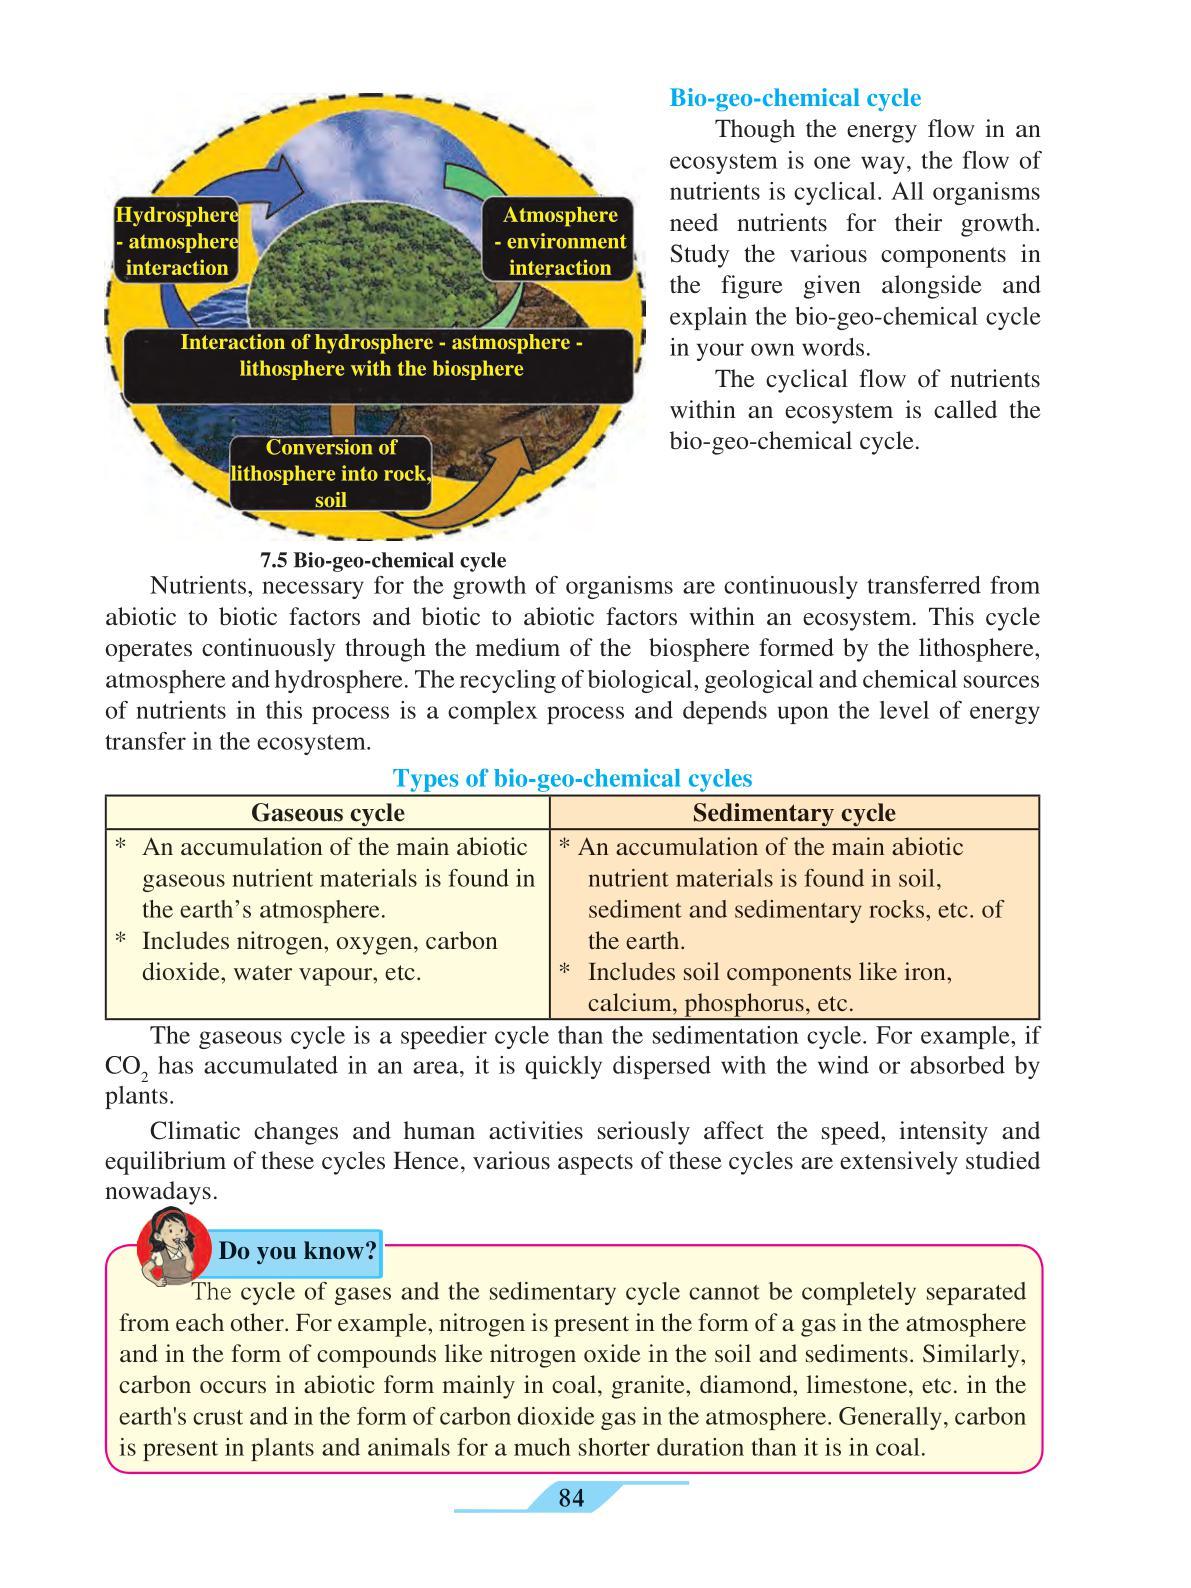 Hydrosphere
- atmosphere
interaction
Atmosphere
- environment
interaction
Interaction of hydrosphere - astmosphere -
lithosphere with the biosphere
Conversion of
lithosphere into rock,
soil
7.5 Bio-geo-chemical cycle
Bio-geo-chemical cycle
Though the energy flow in an
ecosystem is one way, the flow of
nutrients is cyclical. All organisms
need nutrients for their growth.
Study the various components in
the figure given alongside and
explain the bio-geo-chemical cycle
in your own words.
The cyclical flow of nutrients
within an ecosystem is called the
bio-geo-chemical cycle.
Nutrients, necessary for the growth of organisms are continuously transferred from
abiotic to biotic factors and biotic to abiotic factors within an ecosystem. This cycle
operates continuously through the medium of the biosphere formed by the lithosphere,
atmosphere and hydrosphere. The recycling of biological, geological and chemical sources
of nutrients in this process is a complex process and depends upon the level of energy
transfer in the ecosystem.
Types of bio-geo-chemical cycles
Gaseous cycle
* An accumulation of the main abiotic
gaseous nutrient materials is found in
the earth’s atmosphere.
* Includes nitrogen, oxygen, carbon
dioxide, water vapour, etc.
Sedimentary cycle
* An accumulation of the main abiotic
nutrient materials is found in soil,
sediment and sedimentary rocks, etc. of
the earth.
* Includes soil components like iron,
calcium, phosphorus, etc.
The gaseous cycle is a speedier cycle than the sedimentation cycle. For example, if
CO₂ has accumulated in an area, it is quickly dispersed with the wind or absorbed by
plants.
Climatic changes and human activities seriously affect the speed, intensity and
equilibrium of these cycles Hence, various aspects of these cycles are extensively studied
nowadays.
Do you know?
The cycle of gases and the sedimentary cycle cannot be completely separated
from each other. For example, nitrogen is present in the form of a gas in the atmosphere
and in the form of compounds like nitrogen oxide in the soil and sediments. Similarly,
carbon occurs in abiotic form mainly in coal, granite, diamond, limestone, etc. in the
earth's crust and in the form of carbon dioxide gas in the atmosphere. Generally, carbon
is present in plants and animals for a much shorter duration than it is in coal.
84